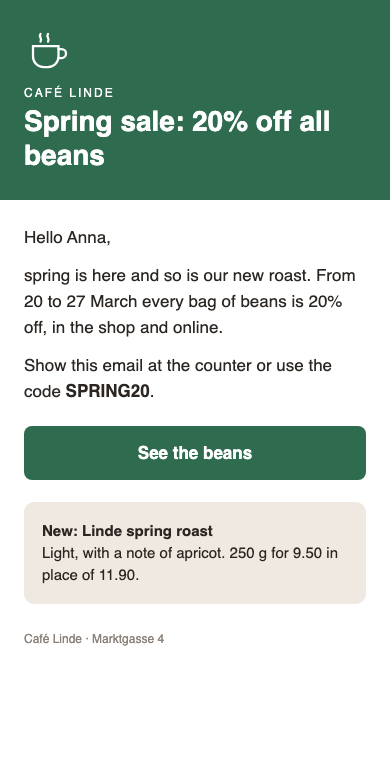 CAFÉ LINDE
Spring sale: 20% off all
beans
Hello Anna,
spring is here and so is our new roast. From
20 to 27 March every bag of beans is 20%
off, in the shop and online.
Show this email at the counter or use the
code SPRING20.
See the beans
New: Linde spring roast
Light, with a note of apricot. 250 g for 9.50 in
place of 11.90.
Café Linde · Marktgasse 4